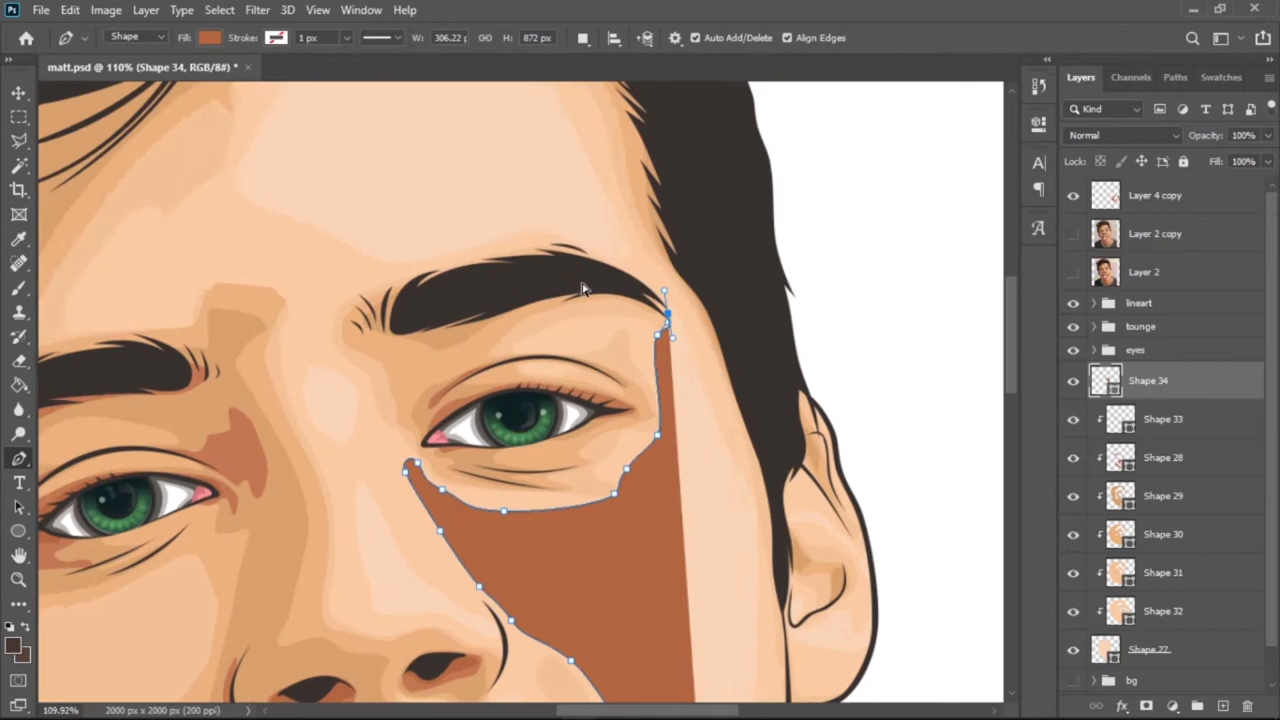 Ps File Edit Image Layer Type Select Filter 3D View Window Help
Shape Fill: Stroke: 1 px W: 306.22 H: 872 px Auto Add/Delete Align Edges
matt.psd @ 110% (Shape 34, RGB/8#) * ×
Layers Channels Paths Swatches
Kind
Normal Opacity: 100%
Lock: Fill: 100%
Layer 4 copy
Layer 2 copy
Layer 2
lineart
tounge
eyes
Shape 34
Shape 33
Shape 28
Shape 29
Shape 30
Shape 31
Shape 32
Shape 27
bg
109.92% 2000 px x 2000 px (200 ppi)